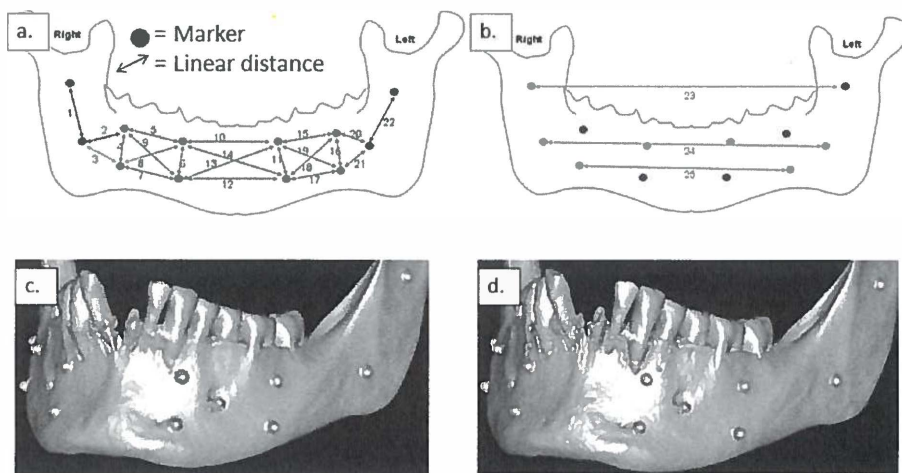 a.
Right
= Marker
= Linear distance
Left
1
2
3
4
5
6
7
8
9
10
11
12
13
14
15
16
17
18
19
20
21
22
b.
Right
Left
23
24
25
c.
d.